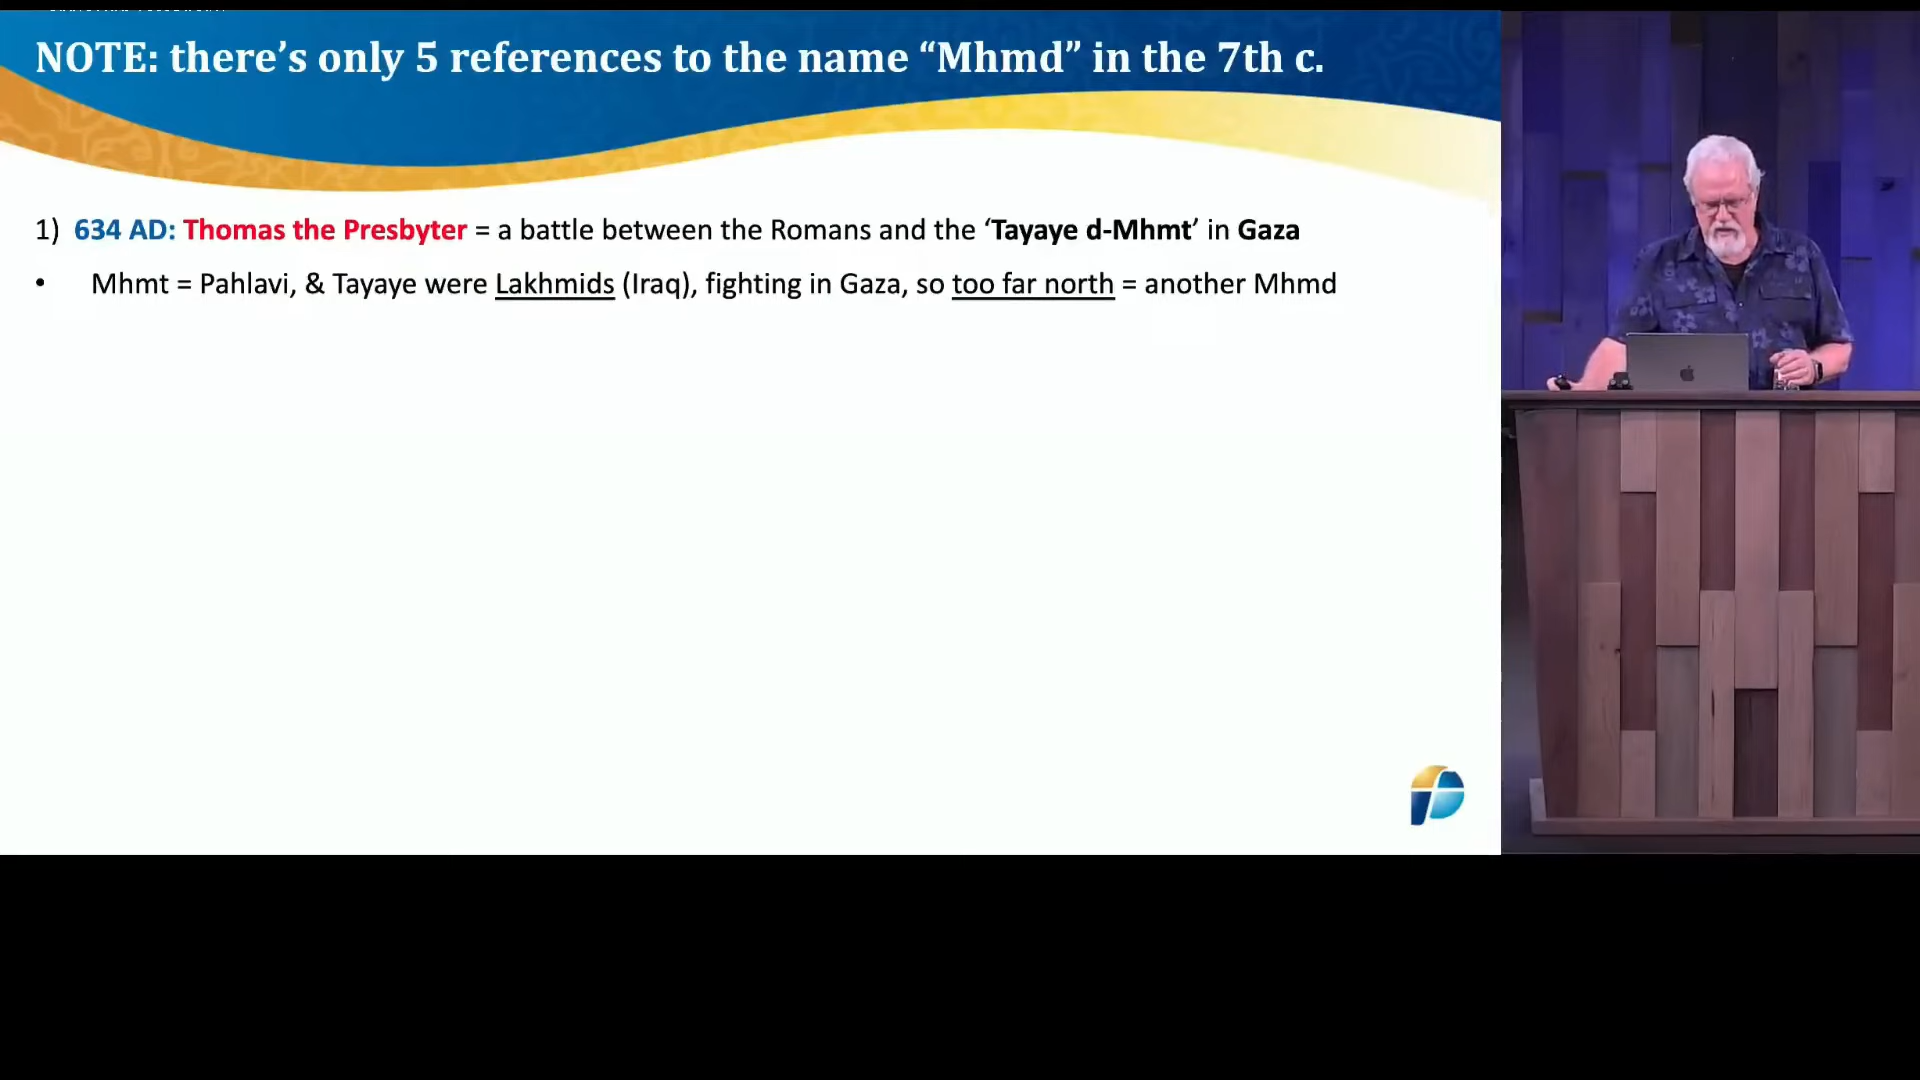 NOTE: there’s only 5 references to the name “Mhmd” in the 7th c.
1) 634 AD: Thomas the Presbyter = a battle between the Romans and the ‘Tayaye d-Mhmt’ in Gaza
• Mhmt = Pahlavi, & Tayaye were Lakhmids (Iraq), fighting in Gaza, so too far north = another Mhmd